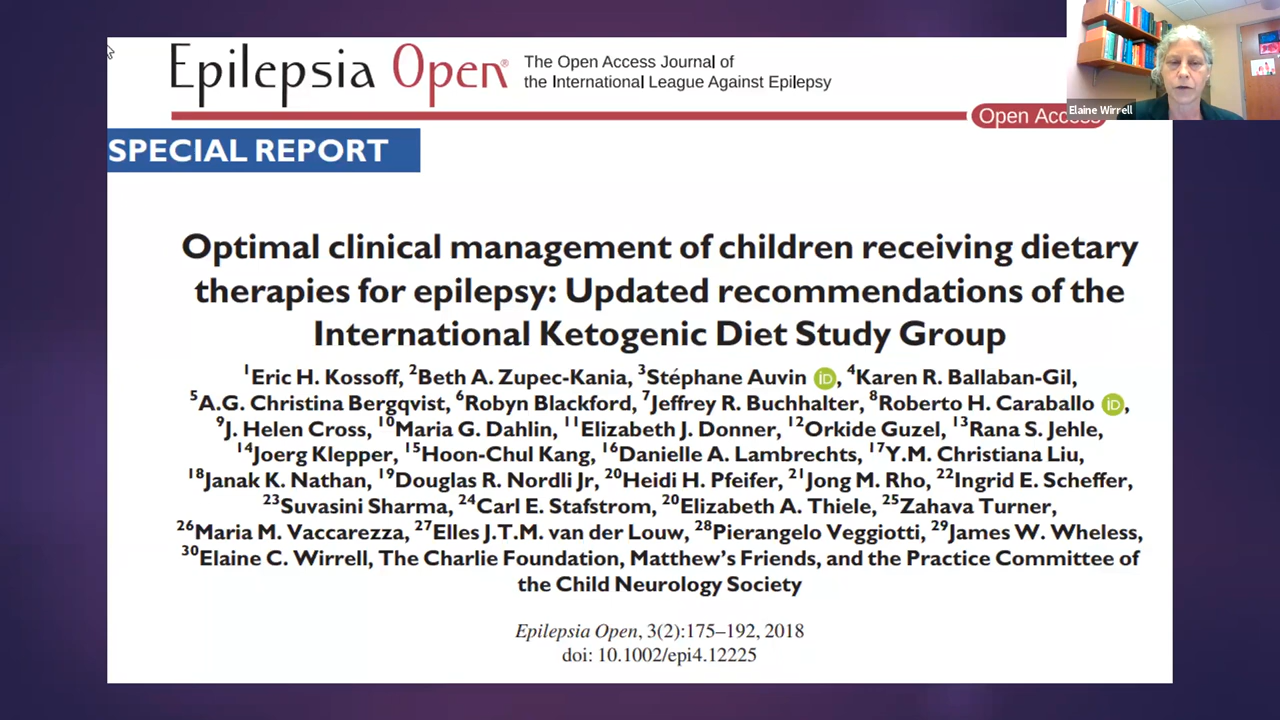 Epilepsia Open®
The Open Access Journal of
the International League Against Epilepsy
Elaine Wirrell
Open Access
SPECIAL REPORT
Optimal clinical management of children receiving dietary
therapies for epilepsy: Updated recommendations of the
International Ketogenic Diet Study Group
1Eric H. Kossoff, 2Beth A. Zupec-Kania, 3Stéphane Auvin iD, 4Karen R. Ballaban-Gil,
5A.G. Christina Bergqvist, 6Robyn Blackford, 7Jeffrey R. Buchhalter, 8Roberto H. Caraballo iD,
9J. Helen Cross, 10Maria G. Dahlin, 11Elizabeth J. Donner, 12Orkide Guzel, 13Rana S. Jehle,
14Joerg Klepper, 15Hoon-Chul Kang, 16Danielle A. Lambrechts, 17Y.M. Christiana Liu,
18Janak K. Nathan, 19Douglas R. Nordli Jr, 20Heidi H. Pfeifer, 21Jong M. Rho, 22Ingrid E. Scheffer,
23Suvasini Sharma, 24Carl E. Stafstrom, 20Elizabeth A. Thiele, 25Zahava Turner,
26Maria M. Vaccarezza, 27Elles J.T.M. van der Louw, 28Pierangelo Veggiotti, 29James W. Wheless,
30Elaine C. Wirrell, The Charlie Foundation, Matthew's Friends, and the Practice Committee of
the Child Neurology Society
Epilepsia Open, 3(2):175–192, 2018
doi: 10.1002/epi4.12225